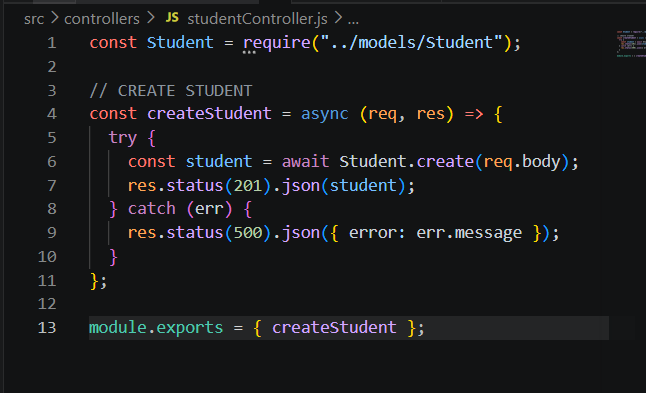 src > controllers > JS studentController.js > ...
1 const Student = require("../models/Student");
2
3 // CREATE STUDENT
4 const createStudent = async (req, res) => {
5   try {
6     const student = await Student.create(req.body);
7     res.status(201).json(student);
8   } catch (err) {
9     res.status(500).json({ error: err.message });
10   }
11 };
12
13 module.exports = { createStudent };